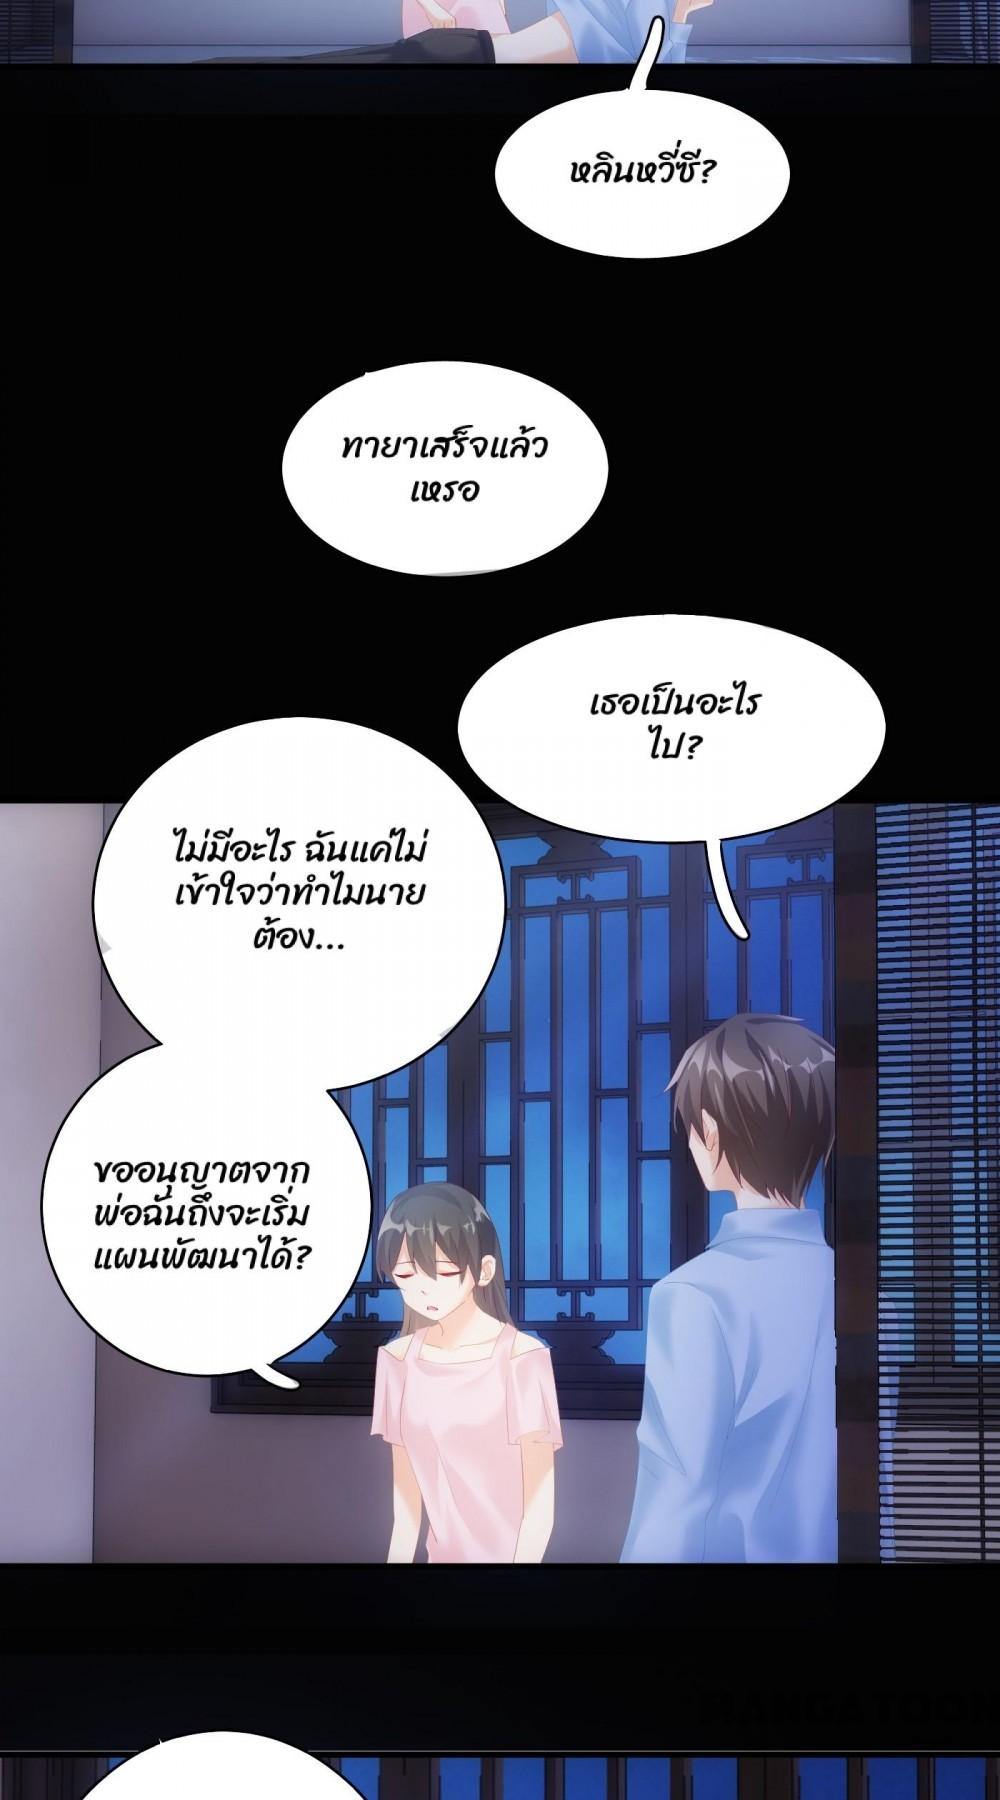 หลินหวี่ซี?
ทายาเสร็จแล้ว
เหรอ
เธอเป็นอะไร
ไป?
ไม่มีอะไร ฉันแค่ไม่
เข้าใจว่าทำไมนาย
ต้อง...
ขออนุญาตจาก
พ่อฉันถึงจะเริ่ม
แผนพัฒนาได้?
MANGATOON